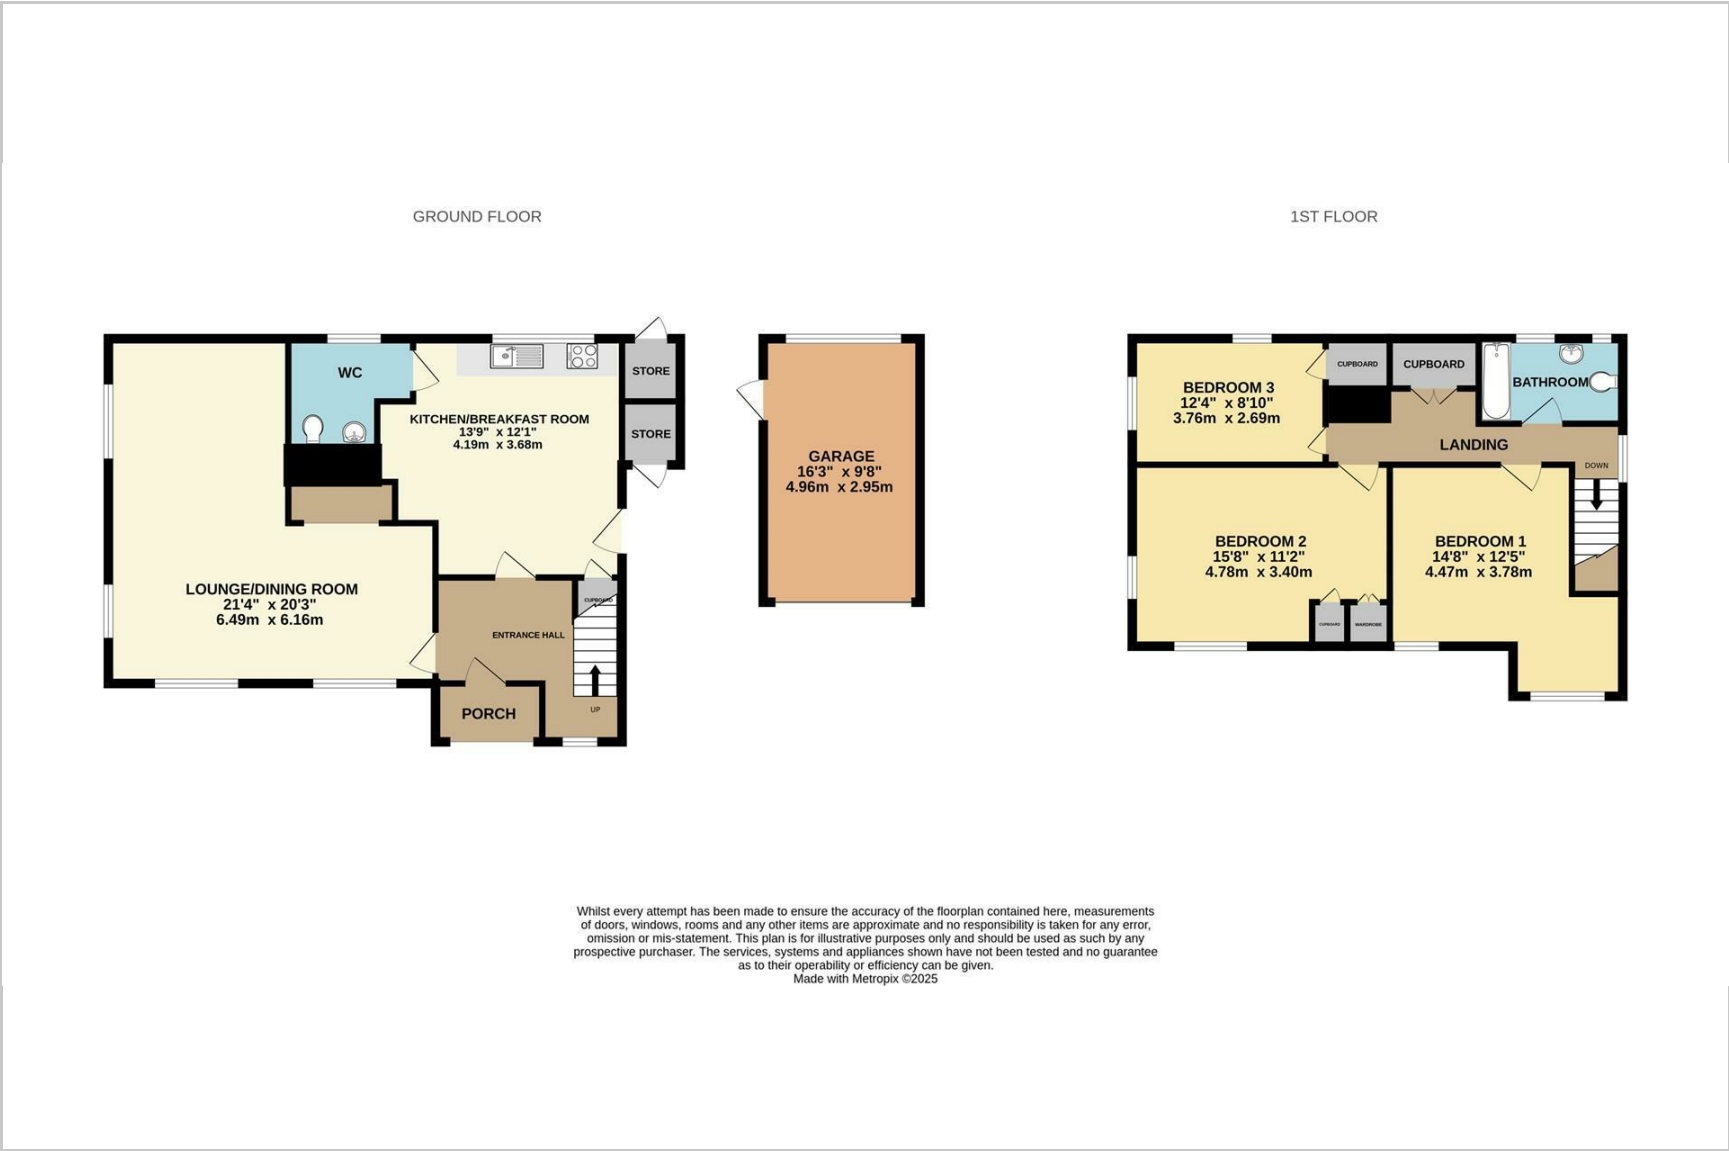 GROUND FLOOR
1ST FLOOR
WC
STORE
KITCHEN/BREAKFAST ROOM
13'9" x 12'1"
4.19m x 3.68m
STORE
LOUNGE/DINING ROOM
21'4" x 20'3"
6.49m x 6.16m
CUPBOARD
ENTRANCE HALL
UP
PORCH
GARAGE
16'3" x 9'8"
4.96m x 2.95m
BEDROOM 3
12'4" x 8'10"
3.76m x 2.69m
CUPBOARD
CUPBOARD
BATHROOM
LANDING
DOWN
BEDROOM 2
15'8" x 11'2"
4.78m x 3.40m
BEDROOM 1
14'8" x 12'5"
4.47m x 3.78m
CUPBOARD
WARDROBE
Whilst every attempt has been made to ensure the accuracy of the floorplan contained here, measurements
of doors, windows, rooms and any other items are approximate and no responsibility is taken for any error,
omission or mis-statement. This plan is for illustrative purposes only and should be used as such by any
prospective purchaser. The services, systems and appliances shown have not been tested and no guarantee
as to their operability or efficiency can be given.
Made with Metropix ©2025